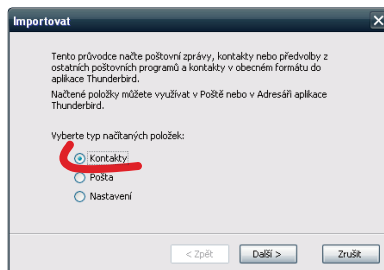 Importovat
Tento průvodce načte poštovní zprávy, kontakty nebo předvolby z
ostatních poštovních programů a kontakty v obecném formátu do
aplikace Thunderbird.
Načtené položky můžete využívat v Poště nebo v Adresáři aplikace
Thunderbird.
Vyberte typ načítaných položek:
Kontakty
Pošta
Nastavení
< Zpět Další > Zrušit